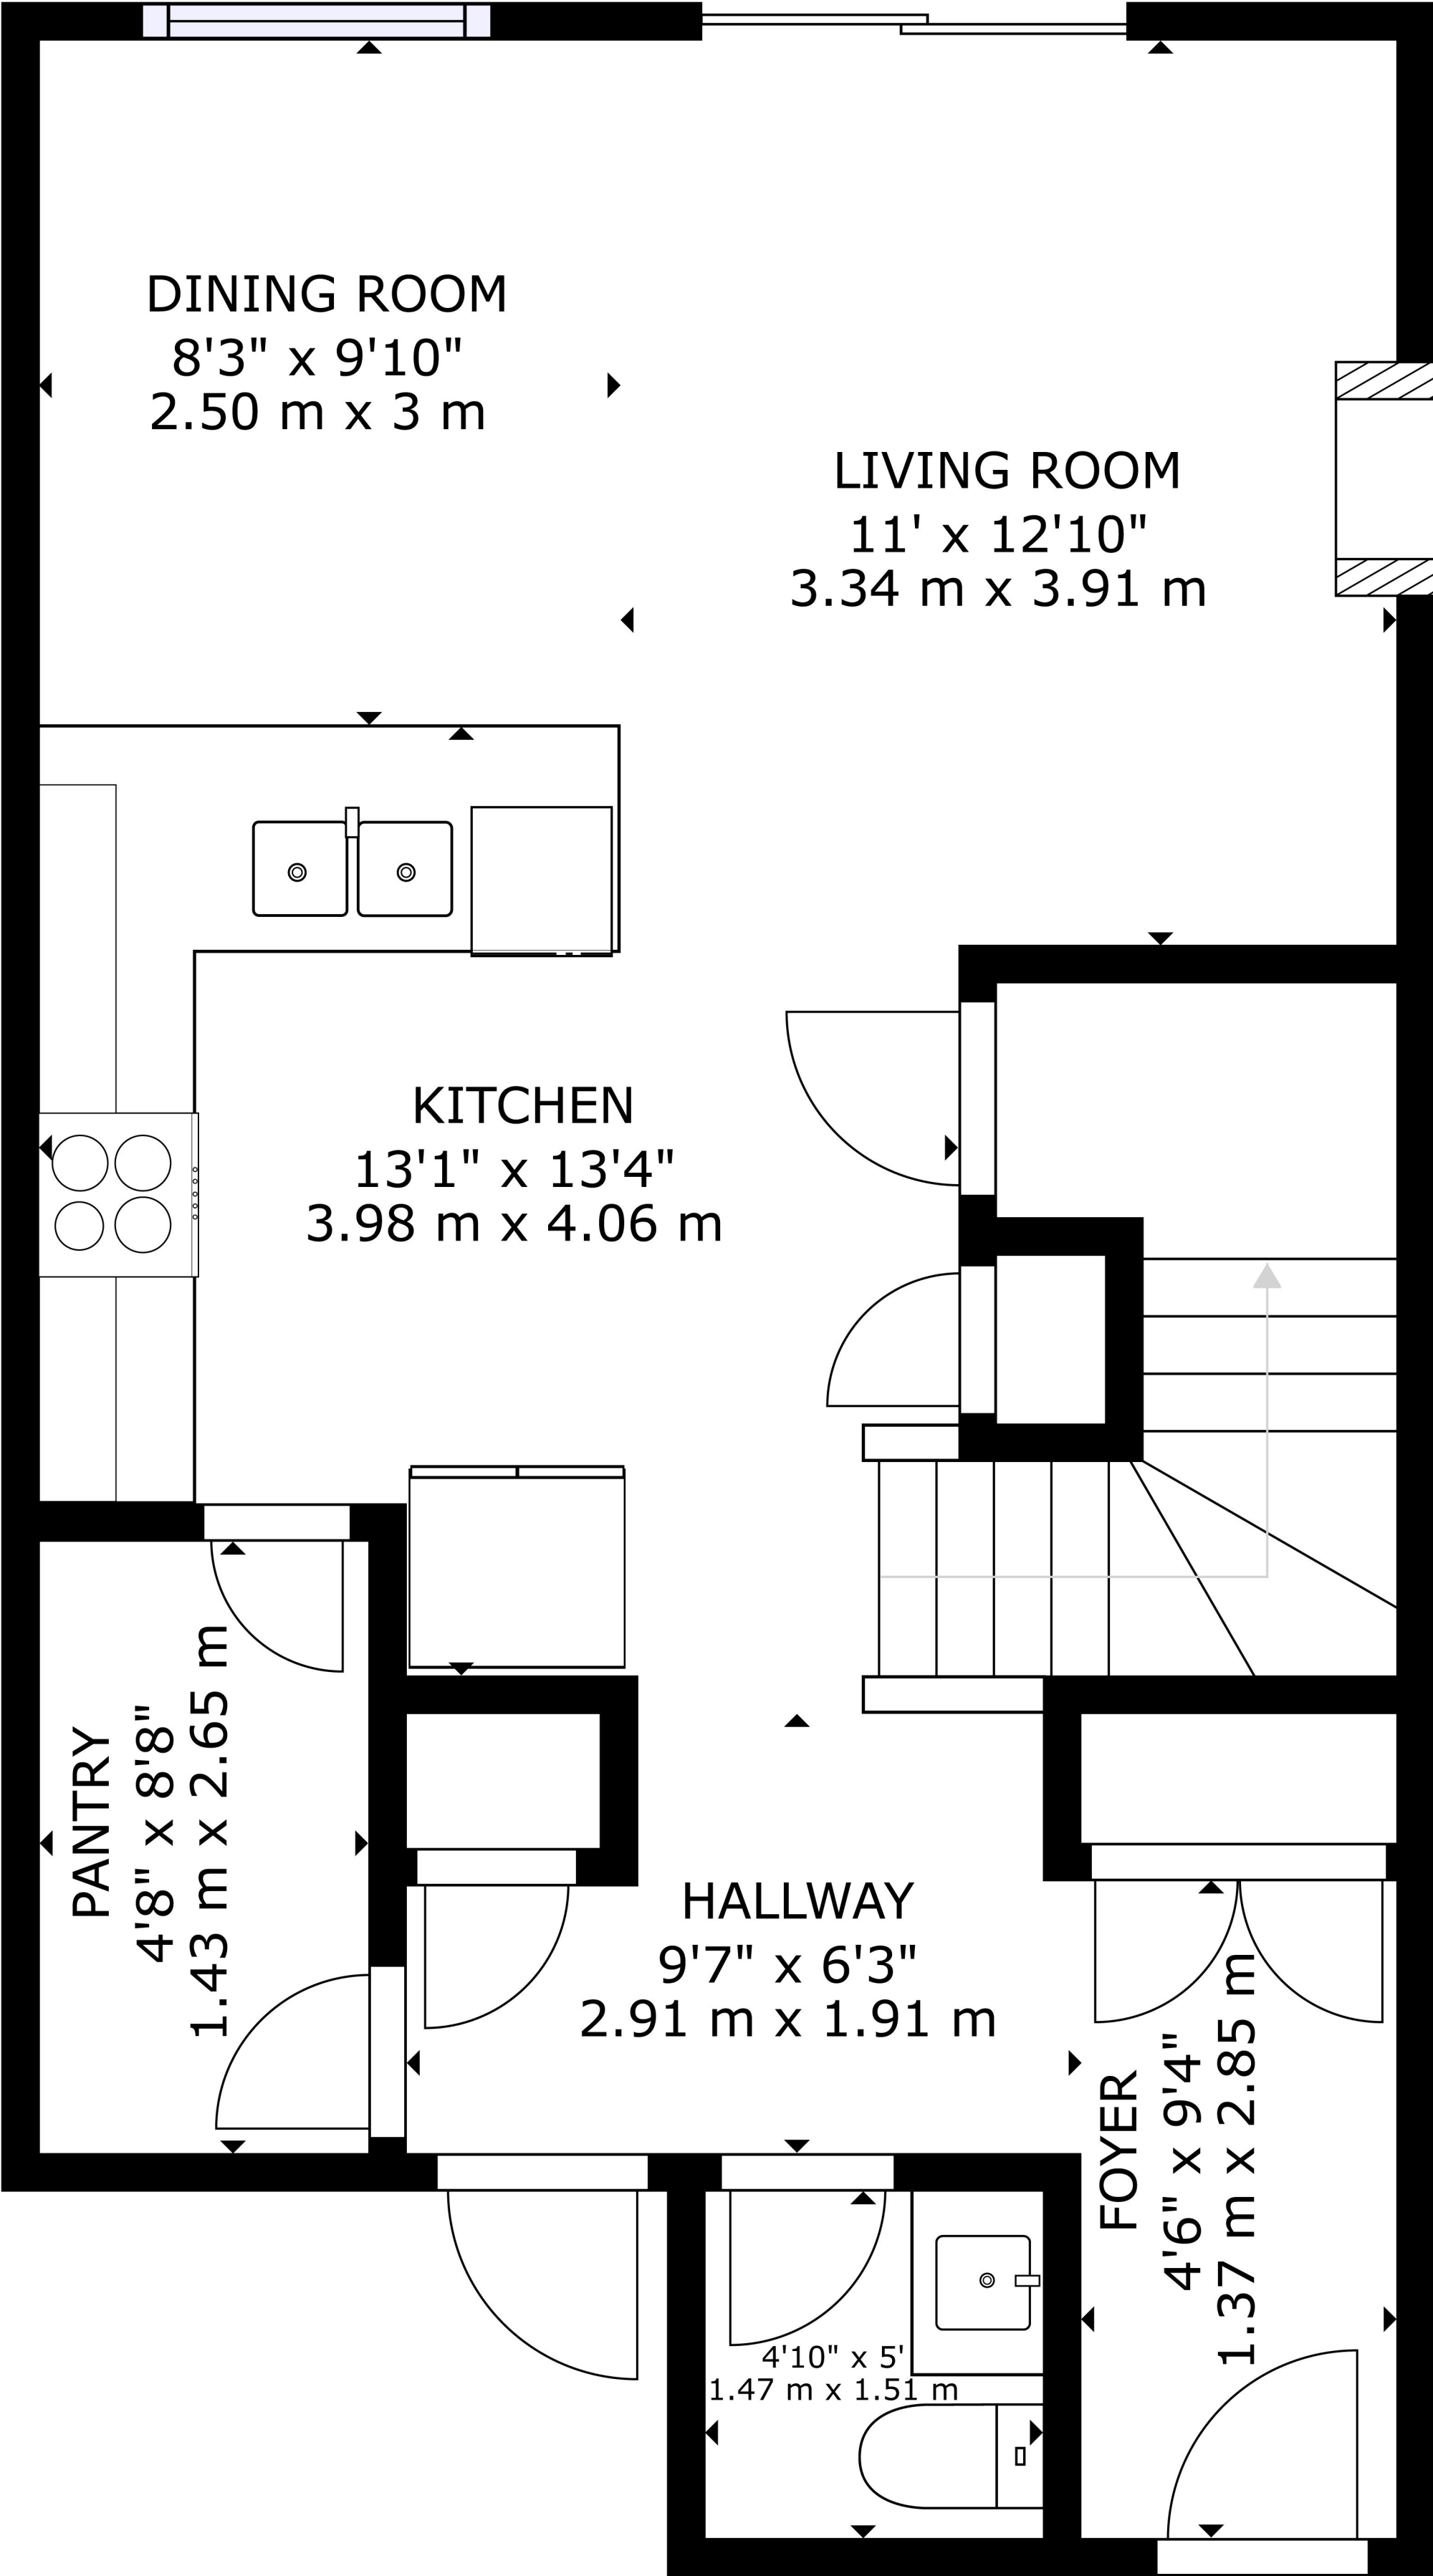 DINING ROOM
8'3" x 9'10"
2.50 m x 3 m
LIVING ROOM
11' x 12'10"
3.34 m x 3.91 m
KITCHEN
13'1" x 13'4"
3.98 m x 4.06 m
PANTRY
4'8" x 8'8"
1.43 m x 2.65 m
HALLWAY
9'7" x 6'3"
2.91 m x 1.91 m
FOYER
4'6" x 9'4"
1.37 m x 2.85 m
4'10" x 5'
1.47 m x 1.51 m